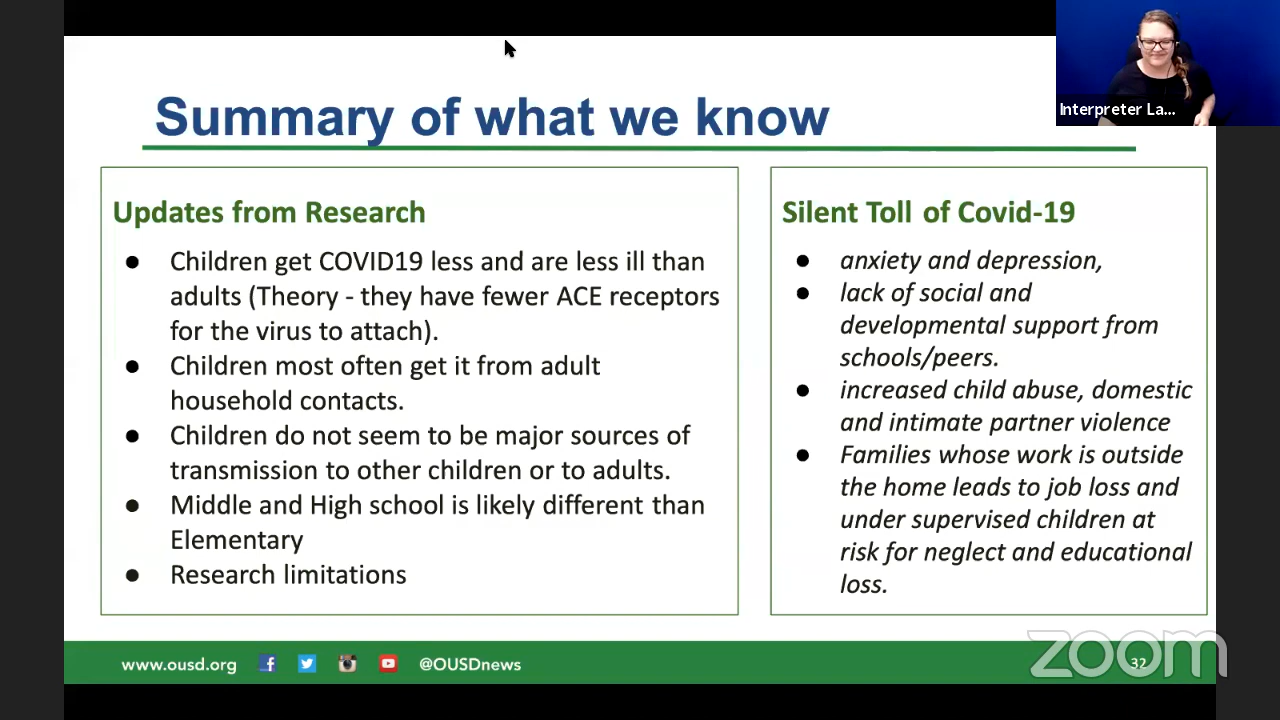 Summary of what we know
Interpreter La...
Updates from Research
● Children get COVID19 less and are less ill than
adults (Theory - they have fewer ACE receptors
for the virus to attach).
● Children most often get it from adult
household contacts.
● Children do not seem to be major sources of
transmission to other children or to adults.
● Middle and High school is likely different than
Elementary
● Research limitations
Silent Toll of Covid-19
● anxiety and depression,
● lack of social and
developmental support from
schools/peers.
● increased child abuse, domestic
and intimate partner violence
● Families whose work is outside
the home leads to job loss and
under supervised children at
risk for neglect and educational
loss.
www.ousd.org
@OUSDnews
32
zoom